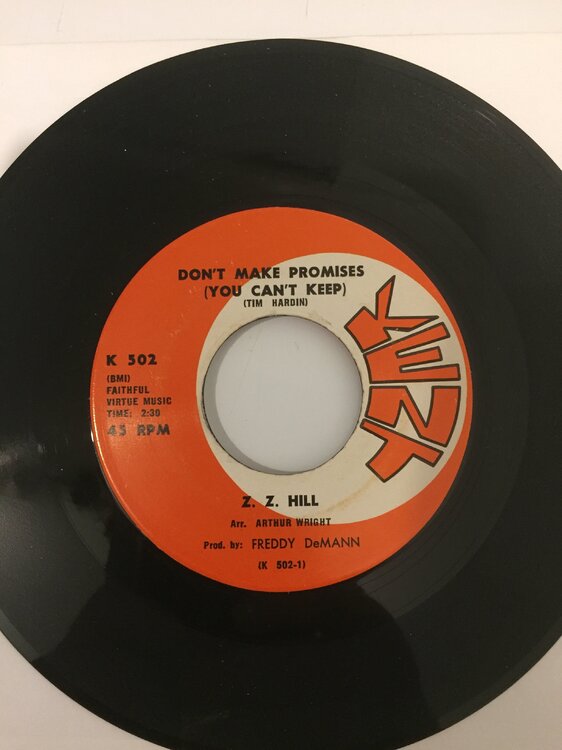 DON'T MAKE PROMISES
(YOU CAN'T KEEP)
(TIM HARDIN)
KENT
K 502
(BMI)
FAITHFUL
VIRTUE MUSIC
TIME: 2:30
45 RPM
Z. Z. HILL
Arr. ARTHUR WRIGHT
Prod. by: FREDDY DeMANN
(K 502-1)